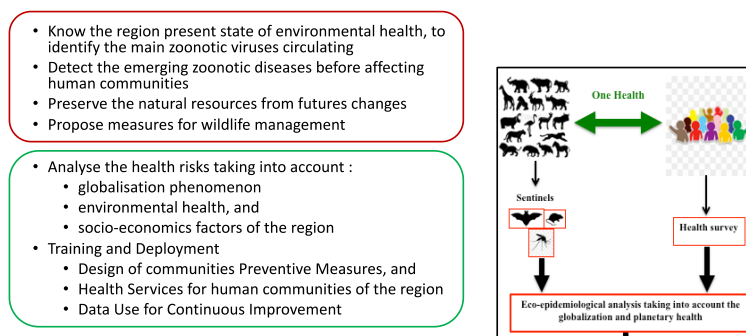 • Know the region present state of environmental health, to
identify the main zoonotic viruses circulating
• Detect the emerging zoonotic diseases before affecting
human communities
• Preserve the natural resources from futures changes
• Propose measures for wildlife management
• Analyse the health risks taking into account :
• globalisation phenomenon
• environmental health, and
• socio-economics factors of the region
• Training and Deployment
• Design of communities Preventive Measures, and
• Health Services for human communities of the region
• Data Use for Continuous Improvement
One Health
Sentinels
Health survey
Eco-epidemiological analysis taking into account the
globalization and planetary health